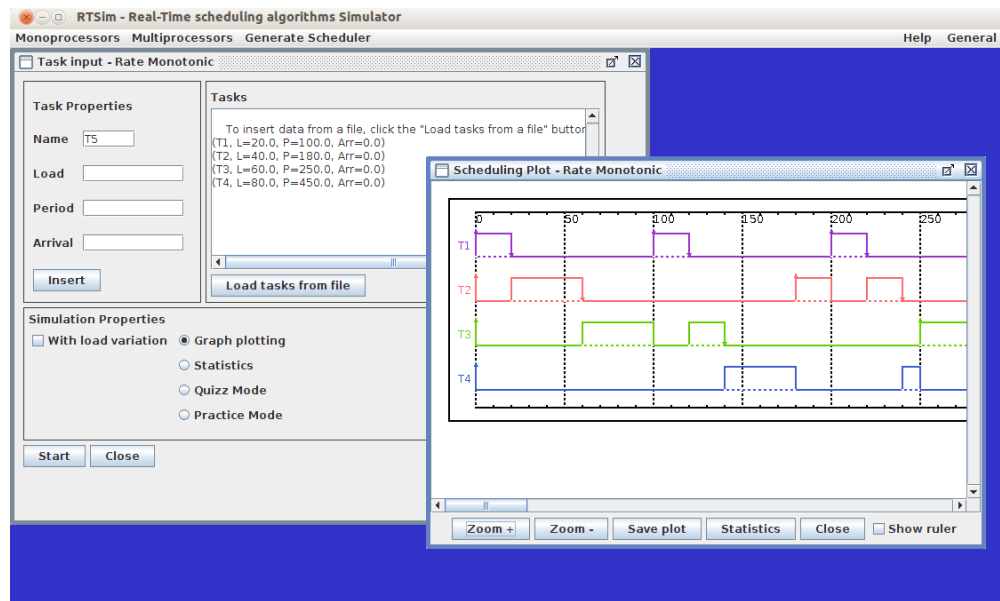 RTSim - Real-Time scheduling algorithms Simulator
Monoprocessors Multiprocessors Generate Scheduler Help General
Task input - Rate Monotonic
Task Properties
Name T5
Load
Period
Arrival
Insert
Tasks
To insert data from a file, click the "Load tasks from a file" buttor
(T1, L=20.0, P=100.0, Arr=0.0)
(T2, L=40.0, P=180.0, Arr=0.0)
(T3, L=60.0, P=250.0, Arr=0.0)
(T4, L=80.0, P=450.0, Arr=0.0)
Load tasks from file
Simulation Properties
With load variation Graph plotting
Statistics
Quizz Mode
Practice Mode
Start Close
Scheduling Plot - Rate Monotonic
0 50 100 150 200 250
T1
T2
T3
T4
Zoom + Zoom - Save plot Statistics Close Show ruler